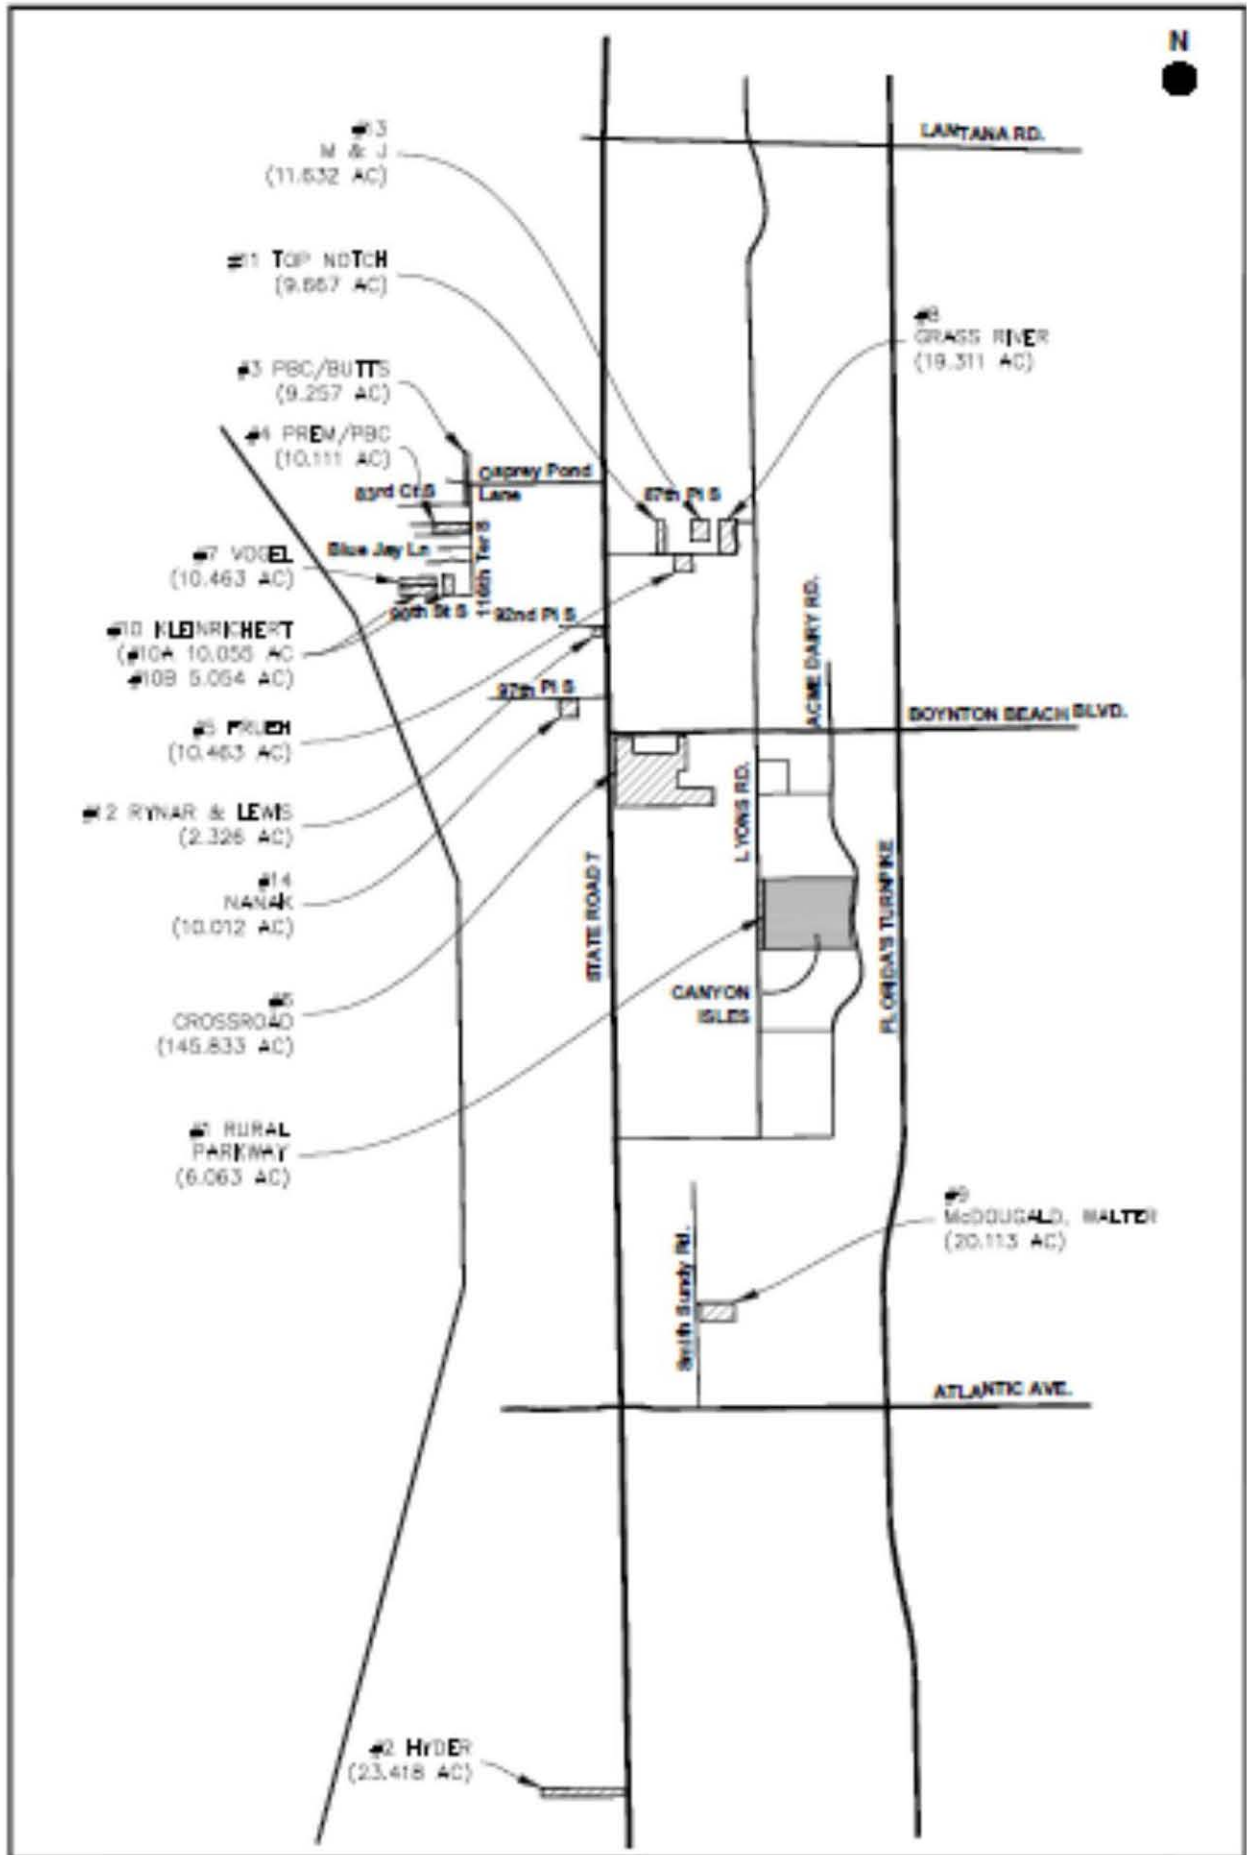 N
LANTANA RD.
#13
M & J
(11.632 AC)
#11 TOP NOTCH
(9.667 AC)
#8
GRASS RIVER
(19.311 AC)
#3 PBC/BUTTS
(9.257 AC)
#4 PREM/PBC
(10.111 AC)
Osprey Pond
Lane
83rd Ct S
87th Pl S
Blue Jay Ln
116th Ter S
#7 VOGEL
(10.463 AC)
90th St S
92nd Pl S
#10 KLEINRICHERT
(#10A 10.055 AC
#10B 5.054 AC)
ACME DAIRY RD.
97th Pl S
BOYNTON BEACH BLVD.
(10.463 AC)
#12 RYNAR & LEWIS
(2.326 AC)
LYONS RD.
#14
NANAK
(10.012 AC)
STATE ROAD 7
FLORIDA'S TURNPIKE
CANYON
ISLES
CROSSROAD
(145.833 AC)
#1 RURAL
PARKWAY
(6.063 AC)
#9
McDOUGALD, WALTER
(20.113 AC)
Smith Sundy Rd.
ATLANTIC AVE.
#2 HYDER
(23.418 AC)